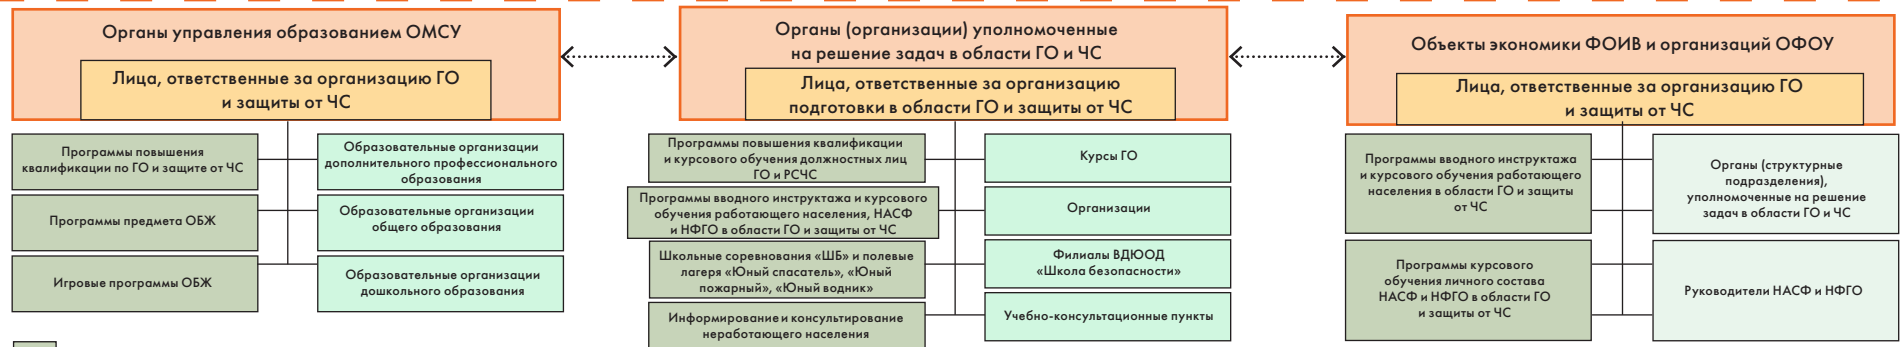 Органы управления образованием ОМСУ
Лица, ответственные за организацию ГО
и защиты от ЧС
Программы повышения
квалификации по ГО и защите от ЧС
Образовательные организации
дополнительного профессионального
образования
Программы предмета ОБЖ
Образовательные организации
общего образования
Игровые программы ОБЖ
Образовательные организации
дошкольного образования
Органы (организации) уполномоченные
на решение задач в области ГО и ЧС
Лица, ответственные за организацию
подготовки в области ГО и защиты от ЧС
Программы повышения квалификации
и курсового обучения должностных лиц
ГО и РСЧС
Курсы ГО
Программы вводного инструктажа и курсового
обучения работающего населения, НАСФ
и НФГО в области ГО и защиты от ЧС
Организации
Школьные соревнования «ШБ» и полевые
лагеря «Юный спасатель», «Юный
пожарный», «Юный водник»
Филиалы ВДЮОД
«Школа безопасности»
Информирование и консультирование
неработающего населения
Учебно-консультационные пункты
Объекты экономики ФОИВ и организаций ОФОУ
Лица, ответственные за организацию ГО
и защиты от ЧС
Программы вводного инструктажа
и курсового обучения работающего
населения в области ГО и защиты
от ЧС
Органы (структурные
подразделения),
уполномоченные на решение
задач в области ГО и ЧС
Программы курсового
обучения личного состава
НАСФ и НФГО в области ГО
и защиты от ЧС
Руководители НАСФ и НФГО